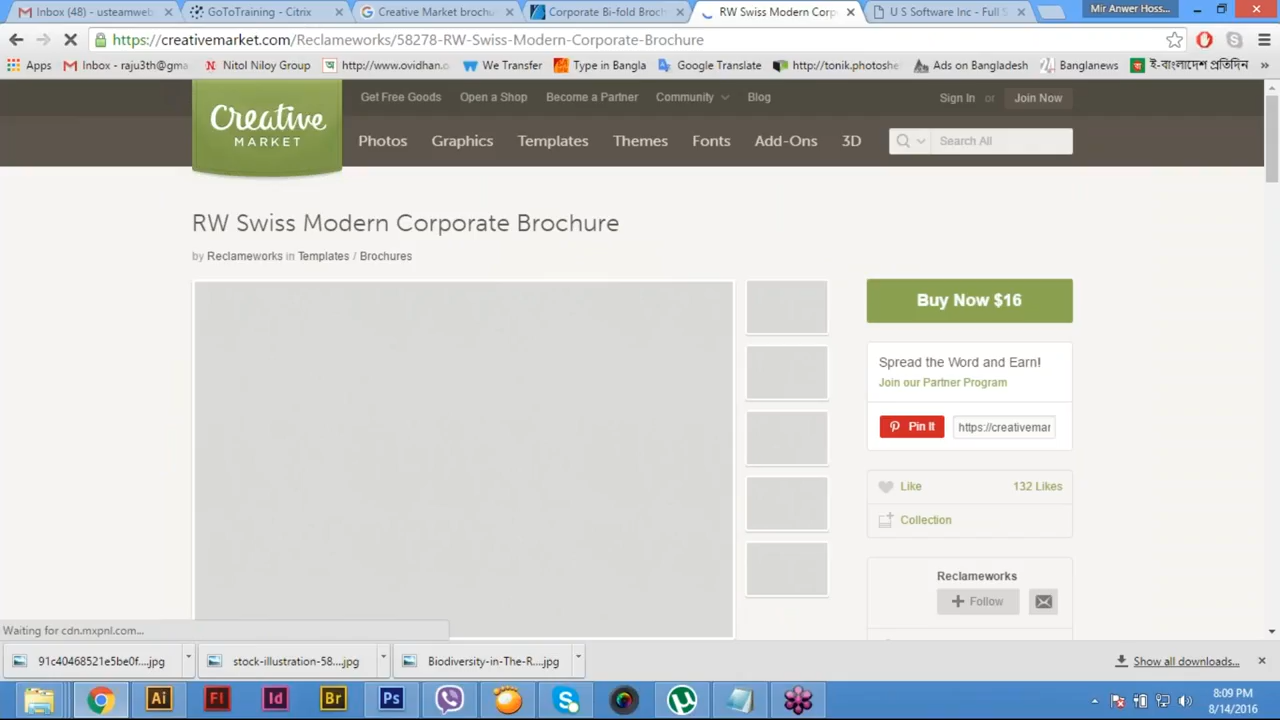 Inbox (48) - usteamweb
GoToTraining - Citrix
Creative Market brochu
Corporate Bi-fold Broch
RW Swiss Modern Corp
U S Software Inc - Full S
Mir Anwer Hoss...
https://creativemarket.com/Reclameworks/58278-RW-Swiss-Modern-Corporate-Brochure
Apps
Inbox - raju3th@gma
Nitol Niloy Group
http://www.ovidhan.o
We Transfer
Type in Bangla
Google Translate
http://tonik.photoshe
Ads on Bangladesh
Banglanews
ই-বাংলাদেশ প্রতিদিন
»
Creative
MARKET
Get Free Goods
Open a Shop
Become a Partner
Community
Blog
Sign In or Join Now
Photos
Graphics
Templates
Themes
Fonts
Add-Ons
3D
Search All
RW Swiss Modern Corporate Brochure
by Reclameworks in Templates / Brochures
Buy Now $16
Spread the Word and Earn!
Join our Partner Program
Pin It
https://creativemar
Like
132 Likes
Collection
Reclameworks
+ Follow
Waiting for cdn.mxpnl.com...
91c40468521e5be0f....jpg
stock-illustration-58....jpg
Biodiversity-in-The-R....jpg
Show all downloads...
Ai
Fl
Id
Br
Ps
8:09 PM
8/14/2016